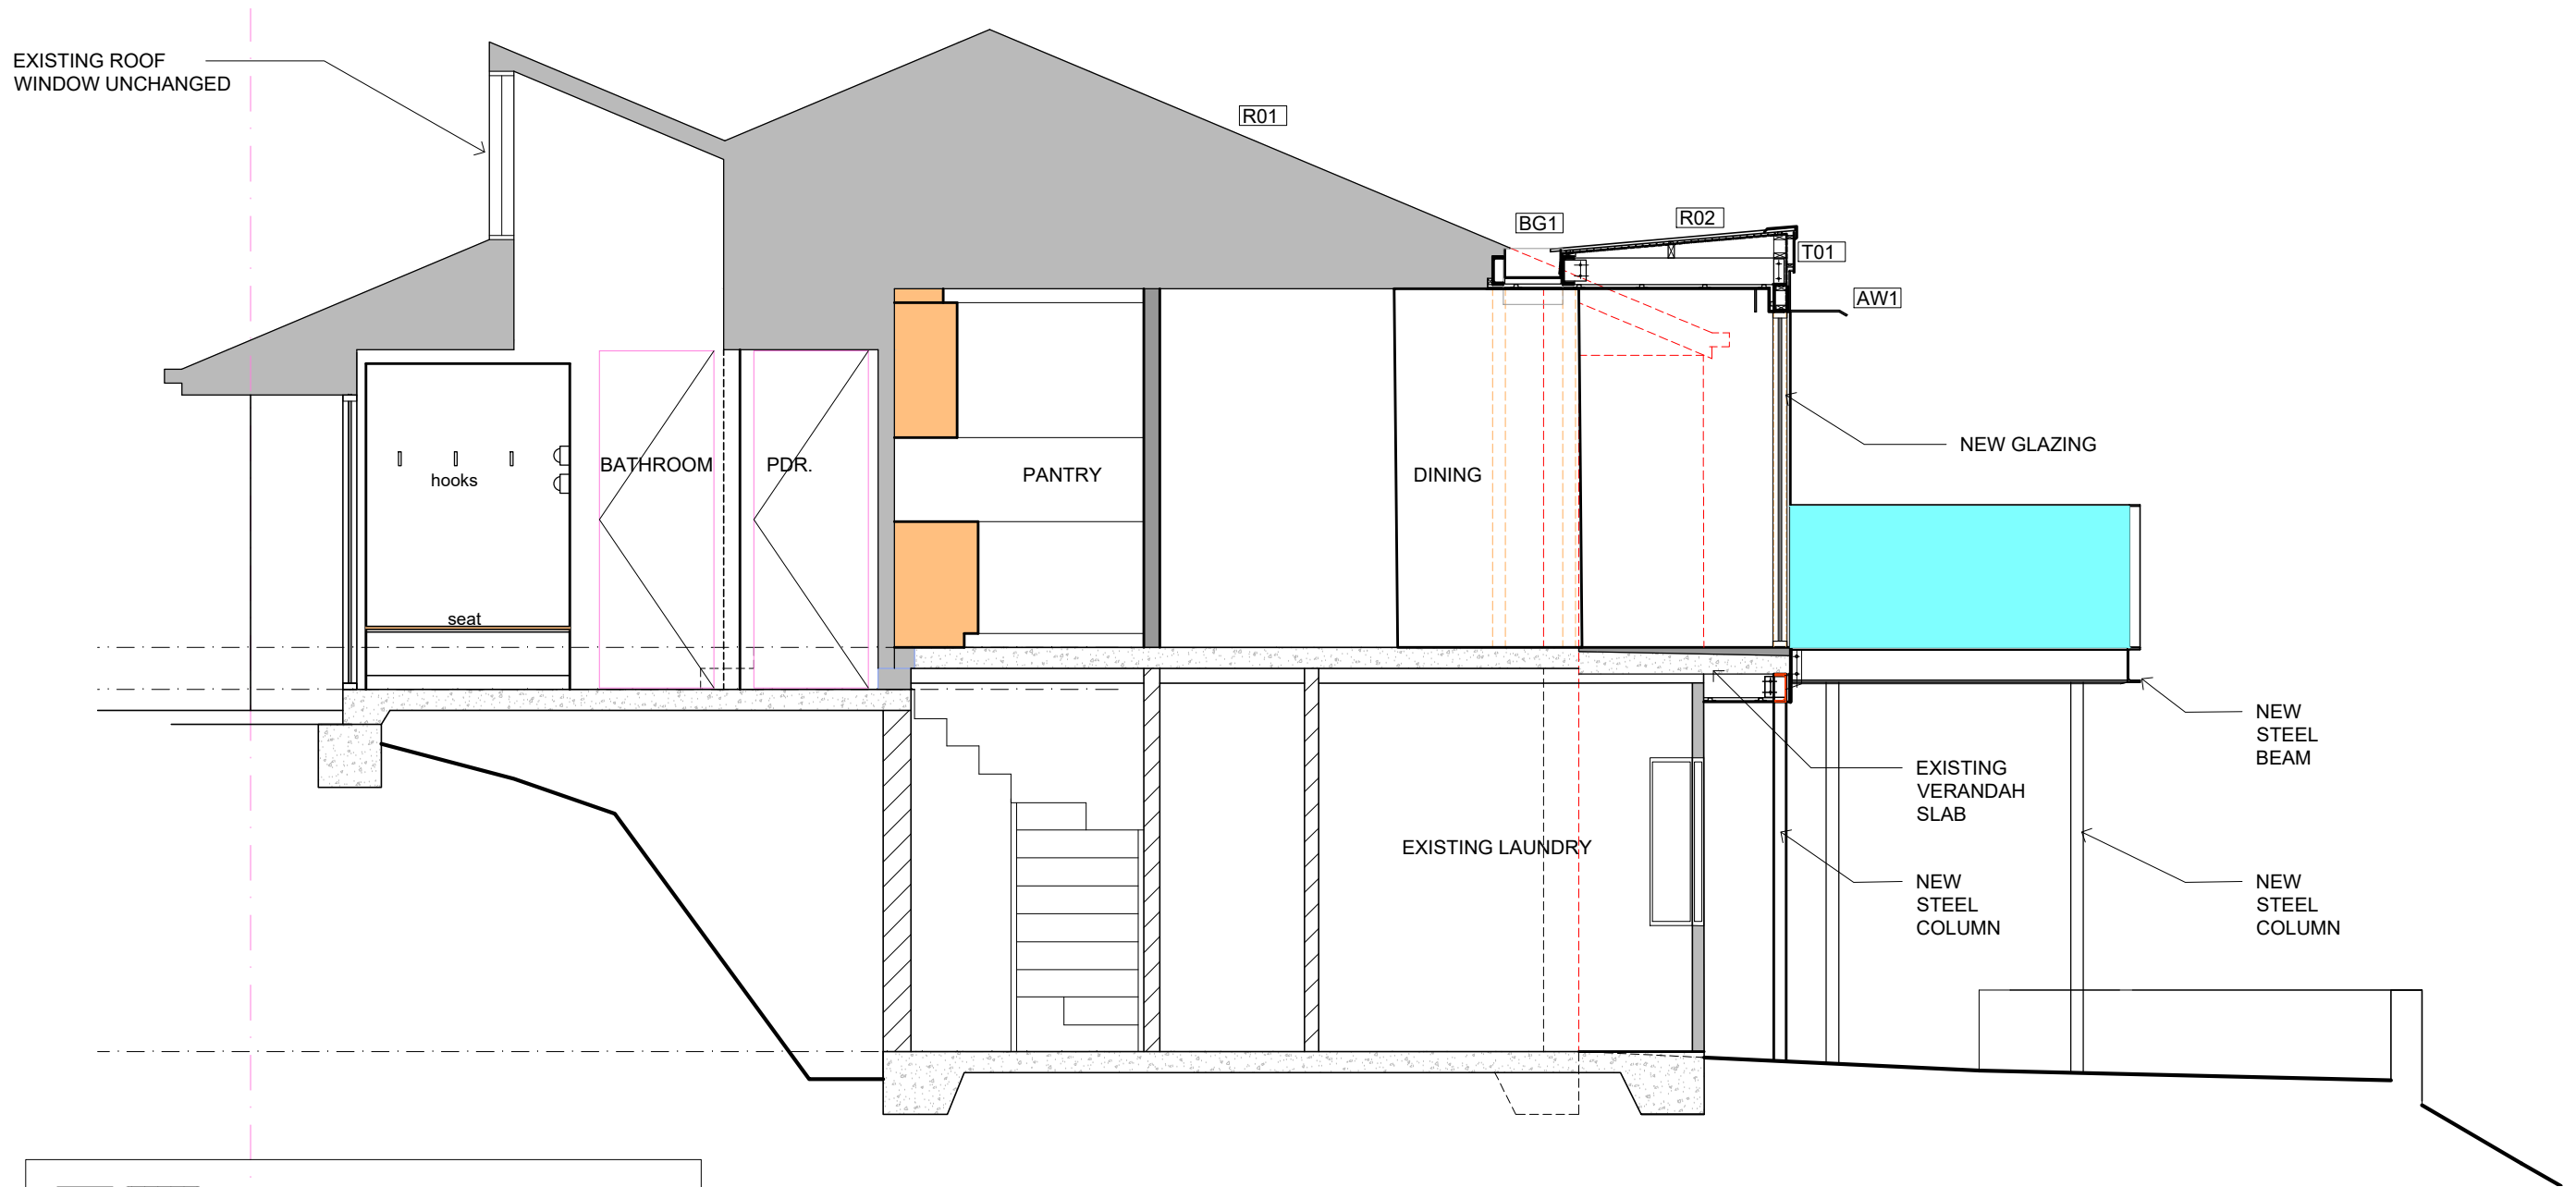 EXISTING ROOF
WINDOW UNCHANGED
R01
BG1
R02
T01
AW1
NEW GLAZING
hooks
BATHROOM
PDR.
PANTRY
DINING
seat
NEW
STEEL
BEAM
EXISTING
VERANDAH
SLAB
EXISTING LAUNDRY
NEW
STEEL
COLUMN
NEW
STEEL
COLUMN